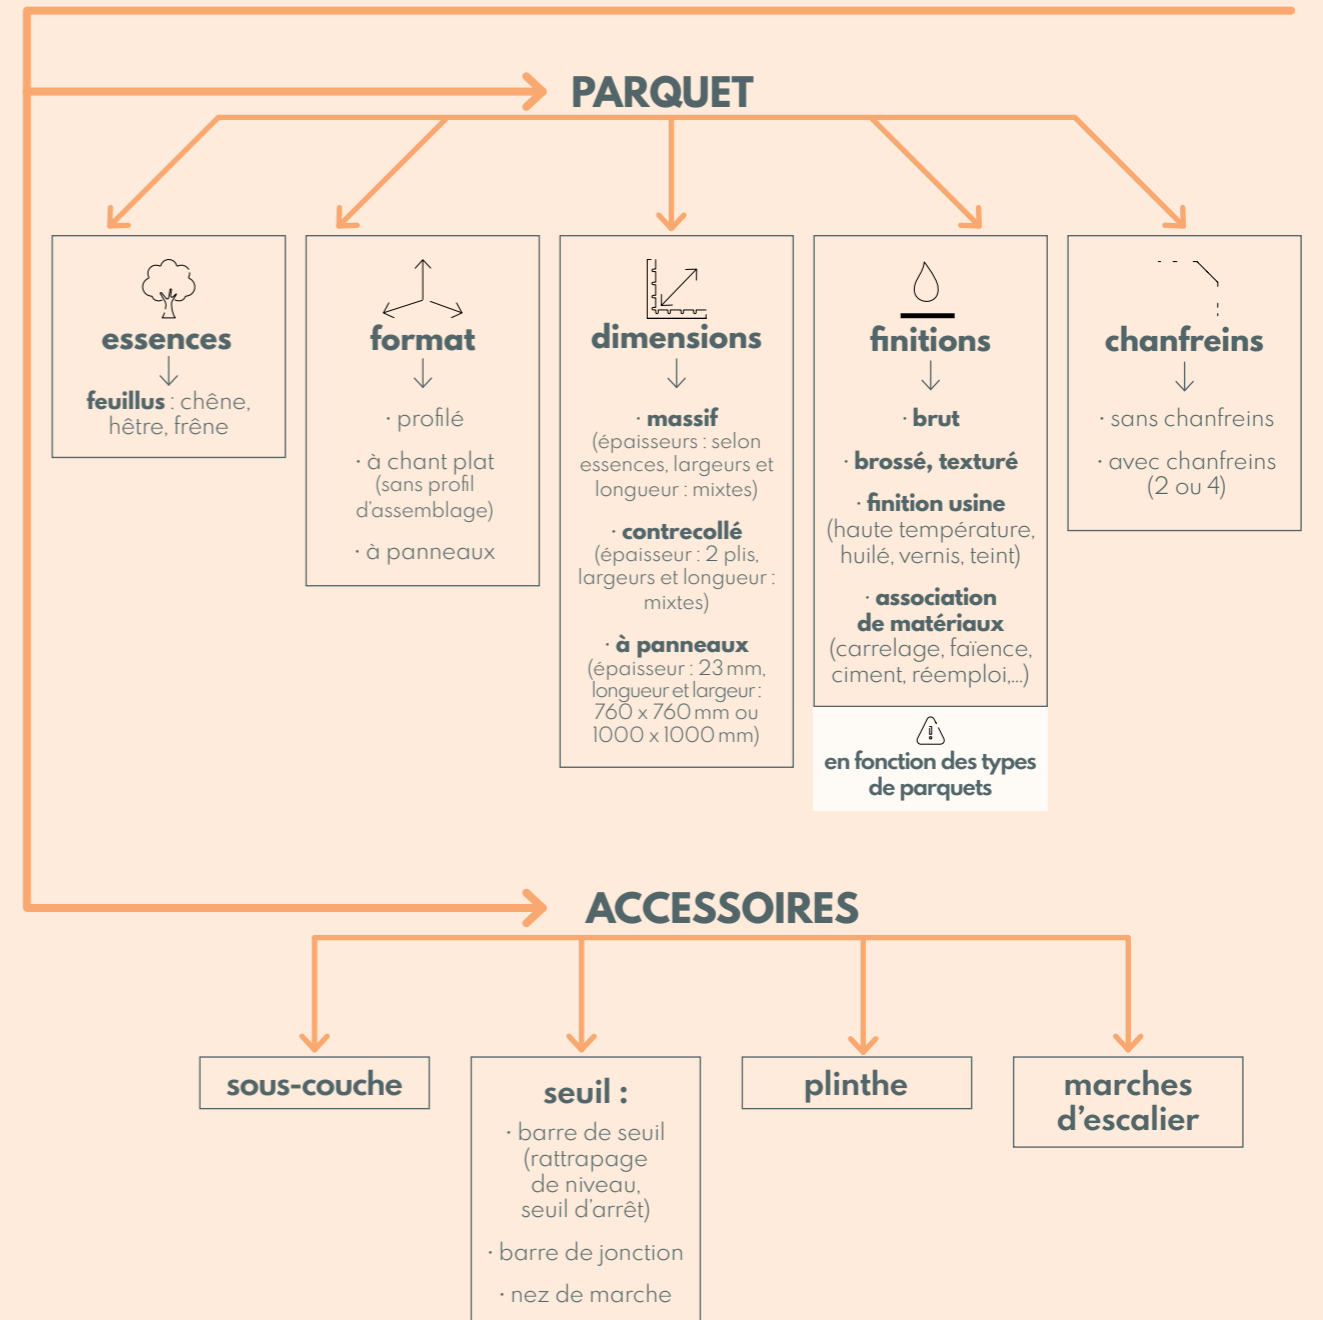 PARQUET
essences
feuillus : chêne,
hêtre, frêne
format
· profilé
· à chant plat
(sans profil
d’assemblage)
· à panneaux
dimensions
· massif
(épaisseurs : selon
essences, largeurs et
longueur : mixtes)
· contrecollé
(épaisseur : 2 plis,
largeurs et longueur :
mixtes)
· à panneaux
(épaisseur : 23 mm,
longueur et largeur :
760 x 760 mm ou
1000 x 1000 mm)
finitions
· brut
· brossé, texturé
· finition usine
(haute température,
huilé, vernis, teint)
· association
de matériaux
(carrelage, faïence,
ciment, réemploi,...)
en fonction des types
de parquets
chanfreins
· sans chanfreins
· avec chanfreins
(2 ou 4)
ACCESSOIRES
sous-couche
seuil :
· barre de seuil
(rattrapage
de niveau,
seuil d’arrêt)
· barre de jonction
· nez de marche
plinthe
marches
d’escalier